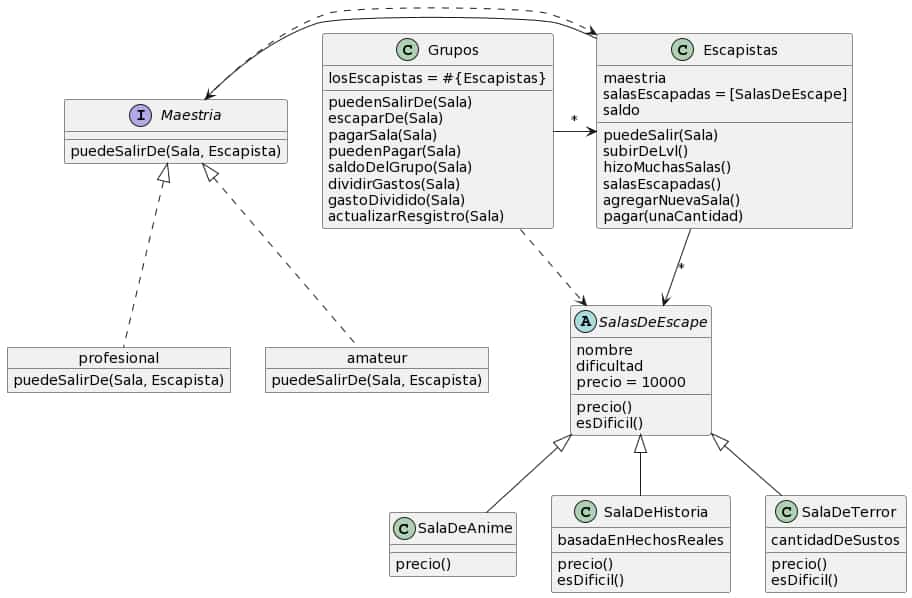 C Grupos
losEscapistas = #{Escapistas}
puedenSalirDe(Sala)
escaparDe(Sala)
pagarSala(Sala)
puedenPagar(Sala)
saldoDelGrupo(Sala)
dividirGastos(Sala)
gastoDividido(Sala)
actualizarResgistro(Sala)
C Escapistas
maestria
salasEscapadas = [SalasDeEscape]
saldo
puedeSalir(Sala)
subirDeLvl()
hizoMuchasSalas()
salasEscapadas()
agregarNuevaSala()
pagar(unaCantidad)
I Maestria
puedeSalirDe(Sala, Escapista)
*
*
profesional
puedeSalirDe(Sala, Escapista)
amateur
puedeSalirDe(Sala, Escapista)
A SalasDeEscape
nombre
dificultad
precio = 10000
precio()
esDificil()
C SalaDeAnime
precio()
C SalaDeHistoria
basadaEnHechosReales
precio()
esDificil()
C SalaDeTerror
cantidadDeSustos
precio()
esDificil()